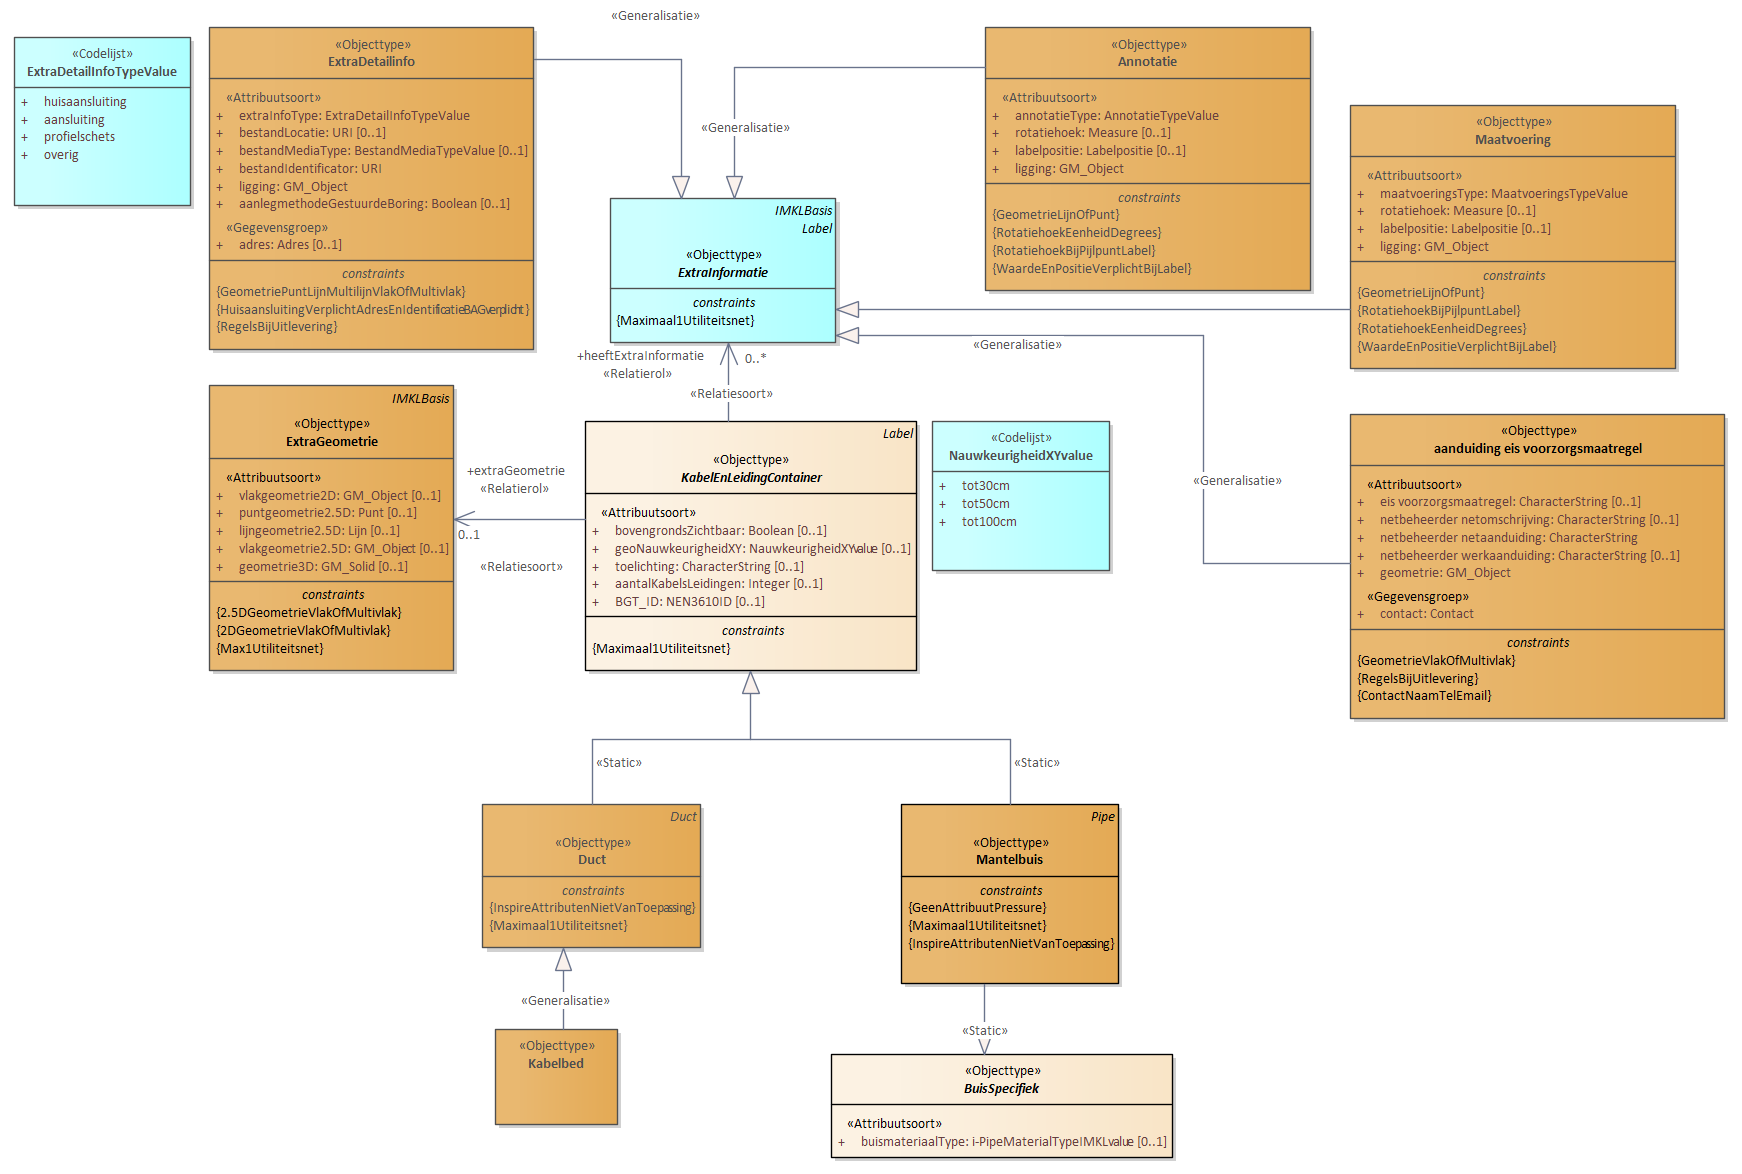 «Generalisatie»
«Codelijst»
ExtraDetailInfoTypeValue
+ huisaansluiting
+ aansluiting
+ profielschets
+ overig
«Objecttype»
ExtraDetailinfo
«Attribuutsoort»
+ extraInfoType: ExtraDetailInfoTypeValue
+ bestandLocatie: URI [0..1]
+ bestandMediaType: BestandMediaTypeValue [0..1]
+ bestandIdentificator: URI
+ ligging: GM_Object
+ aanlegmethodeGestuurdeBoring: Boolean [0..1]
«Gegevensgroep»
+ adres: Adres [0..1]
constraints
{GeometriePuntLijnMultilijnVlakOfMultivlak}
{HuisaansluitingVerplichtAdresEnIdentificatieBAGverplicht}
{RegelsBijUitlevering}
«Generalisatie»
«Objecttype»
Annotatie
«Attribuutsoort»
+ annotatieType: AnnotatieTypeValue
+ rotatiehoek: Measure [0..1]
+ labelpositie: Labelpositie [0..1]
+ ligging: GM_Object
constraints
{GeometrieLijnOfPunt}
{RotatiehoekEenheidDegrees}
{RotatiehoekBijPijlpuntLabel}
{WaardeEnPositieVerplichtBijLabel}
«Objecttype»
Maatvoering
«Attribuutsoort»
+ maatvoeringsType: MaatvoeringsTypeValue
+ rotatiehoek: Measure [0..1]
+ labelpositie: Labelpositie [0..1]
+ ligging: GM_Object
constraints
{GeometrieLijnOfPunt}
{RotatiehoekBijPijlpuntLabel}
{RotatiehoekEenheidDegrees}
{WaardeEnPositieVerplichtBijLabel}
IMKLBasis
Label
«Objecttype»
ExtraInformatie
constraints
{Maximaal1Utiliteitsnet}
«Generalisatie»
+heeftExtraInformatie
0..*
«Relatierol»
«Relatiesoort»
IMKLBasis
«Objecttype»
ExtraGeometrie
«Attribuutsoort»
+ vlakgeometrie2D: GM_Object [0..1]
+ puntgeometrie2.5D: Punt [0..1]
+ lijngeometrie2.5D: Lijn [0..1]
+ vlakgeometrie2.5D: GM_Object [0..1]
+ geometrie3D: GM_Solid [0..1]
constraints
{2.5DGeometrieVlakOfMultivlak}
{2DGeometrieVlakOfMultivlak}
{Max1Utiliteitsnet}
+extraGeometrie
«Relatierol»
0..1
«Relatiesoort»
Label
«Objecttype»
KabelEnLeidingContainer
«Attribuutsoort»
+ bovengrondsZichtbaar: Boolean [0..1]
+ geoNauwkeurigheidXY: NauwkeurigheidXYvalue [0..1]
+ toelichting: CharacterString [0..1]
+ aantalKabelsLeidingen: Integer [0..1]
+ BGT_ID: NEN3610ID [0..1]
constraints
{Maximaal1Utiliteitsnet}
«Codelijst»
NauwkeurigheidXYvalue
+ tot30cm
+ tot50cm
+ tot100cm
«Generalisatie»
«Objecttype»
aanduiding eis voorzorgsmaatregel
«Attribuutsoort»
+ eis voorzorgsmaatregel: CharacterString [0..1]
+ netbeheerder netomschrijving: CharacterString [0..1]
+ netbeheerder netaanduiding: CharacterString
+ netbeheerder werkaanduiding: CharacterString [0..1]
+ geometrie: GM_Object
«Gegevensgroep»
+ contact: Contact
constraints
{GeometrieVlakOfMultivlak}
{RegelsBijUitlevering}
{ContactNaamTelEmail}
«Static»
«Static»
Duct
«Objecttype»
Duct
constraints
{InspireAttributenNietVanToepassing}
{Maximaal1Utiliteitsnet}
Pipe
«Objecttype»
Mantelbuis
constraints
{GeenAttribuutPressure}
{Maximaal1Utiliteitsnet}
{InspireAttributenNietVanToepassing}
«Generalisatie»
«Objecttype»
Kabelbed
«Static»
«Objecttype»
BuisSpecifiek
«Attribuutsoort»
+ buismateriaalType: i-PipeMaterialTypeIMKLvalue [0..1]